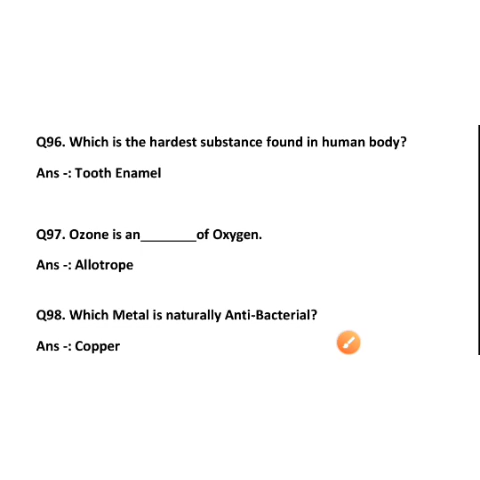 Q96. Which is the hardest substance found in human body?
Ans -: Tooth Enamel
Q97. Ozone is an________of Oxygen.
Ans -: Allotrope
Q98. Which Metal is naturally Anti-Bacterial?
Ans -: Copper